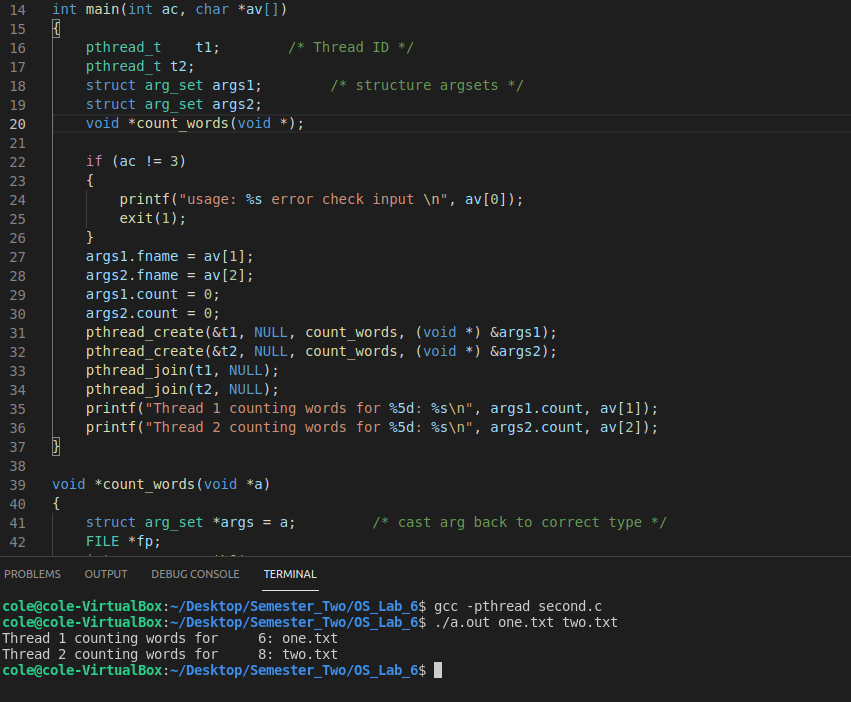 14 int main(int ac, char *av[])
15 {
16     pthread_t    t1;        /* Thread ID */
17     pthread_t t2;
18     struct arg_set args1;        /* structure argsets */
19     struct arg_set args2;
20     void *count_words(void *);
21
22     if (ac != 3)
23     {
24         printf("usage: %s error check input \n", av[0]);
25         exit(1);
26     }
27     args1.fname = av[1];
28     args2.fname = av[2];
29     args1.count = 0;
30     args2.count = 0;
31     pthread_create(&t1, NULL, count_words, (void *) &args1);
32     pthread_create(&t2, NULL, count_words, (void *) &args2);
33     pthread_join(t1, NULL);
34     pthread_join(t2, NULL);
35     printf("Thread 1 counting words for %5d: %s\n", args1.count, av[1]);
36     printf("Thread 2 counting words for %5d: %s\n", args2.count, av[2]);
37 }
38
39 void *count_words(void *a)
40 {
41     struct arg_set *args = a;         /* cast arg back to correct type */
42     FILE *fp;
PROBLEMS OUTPUT DEBUG CONSOLE TERMINAL
cole@cole-VirtualBox:~/Desktop/Semester_Two/OS_Lab_6$ gcc -pthread second.c
cole@cole-VirtualBox:~/Desktop/Semester_Two/OS_Lab_6$ ./a.out one.txt two.txt
Thread 1 counting words for     6: one.txt
Thread 2 counting words for     8: two.txt
cole@cole-VirtualBox:~/Desktop/Semester_Two/OS_Lab_6$